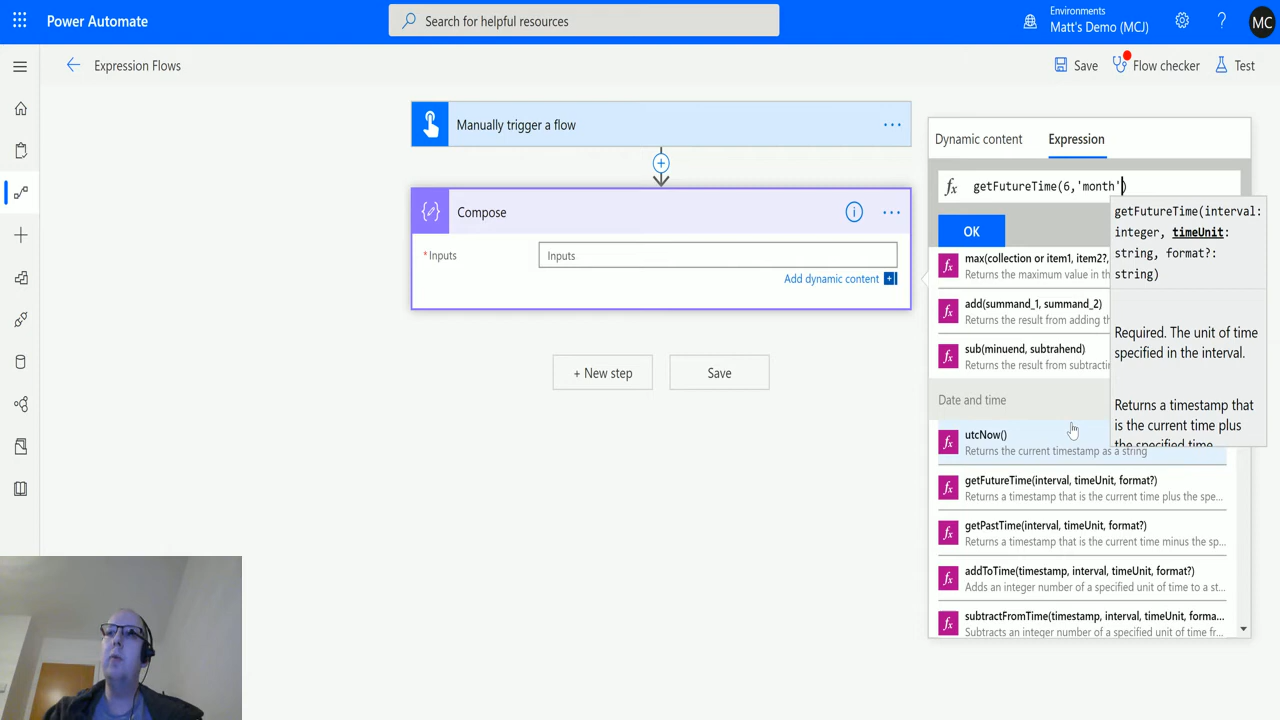 Power Automate
Search for helpful resources
Environments
Matt's Demo (MCJ)
MC
Expression Flows
Save
Flow checker
Test
Manually trigger a flow
Compose
* Inputs
Inputs
Add dynamic content
+ New step
Save
Dynamic content
Expression
fx getFutureTime(6,'month')
OK
getFutureTime(interval:
integer, timeUnit:
string, format?:
string)
Required. The unit of time
specified in the interval.
Returns a timestamp that
is the current time plus
the specified time
max(collection or item1, item2?,
Returns the maximum value in th
add(summand_1, summand_2)
Returns the result from adding th
sub(minuend, subtrahend)
Returns the result from subtractin
Date and time
utcNow()
Returns the current timestamp as a string
getFutureTime(interval, timeUnit, format?)
Returns a timestamp that is the current time plus the spe...
getPastTime(interval, timeUnit, format?)
Returns a timestamp that is the current time minus the sp...
addToTime(timestamp, interval, timeUnit, format?)
Adds an integer number of a specified unit of time to a st...
subtractFromTime(timestamp, interval, timeUnit, forma...
Subtracts an integer number of a specified unit of time fr...